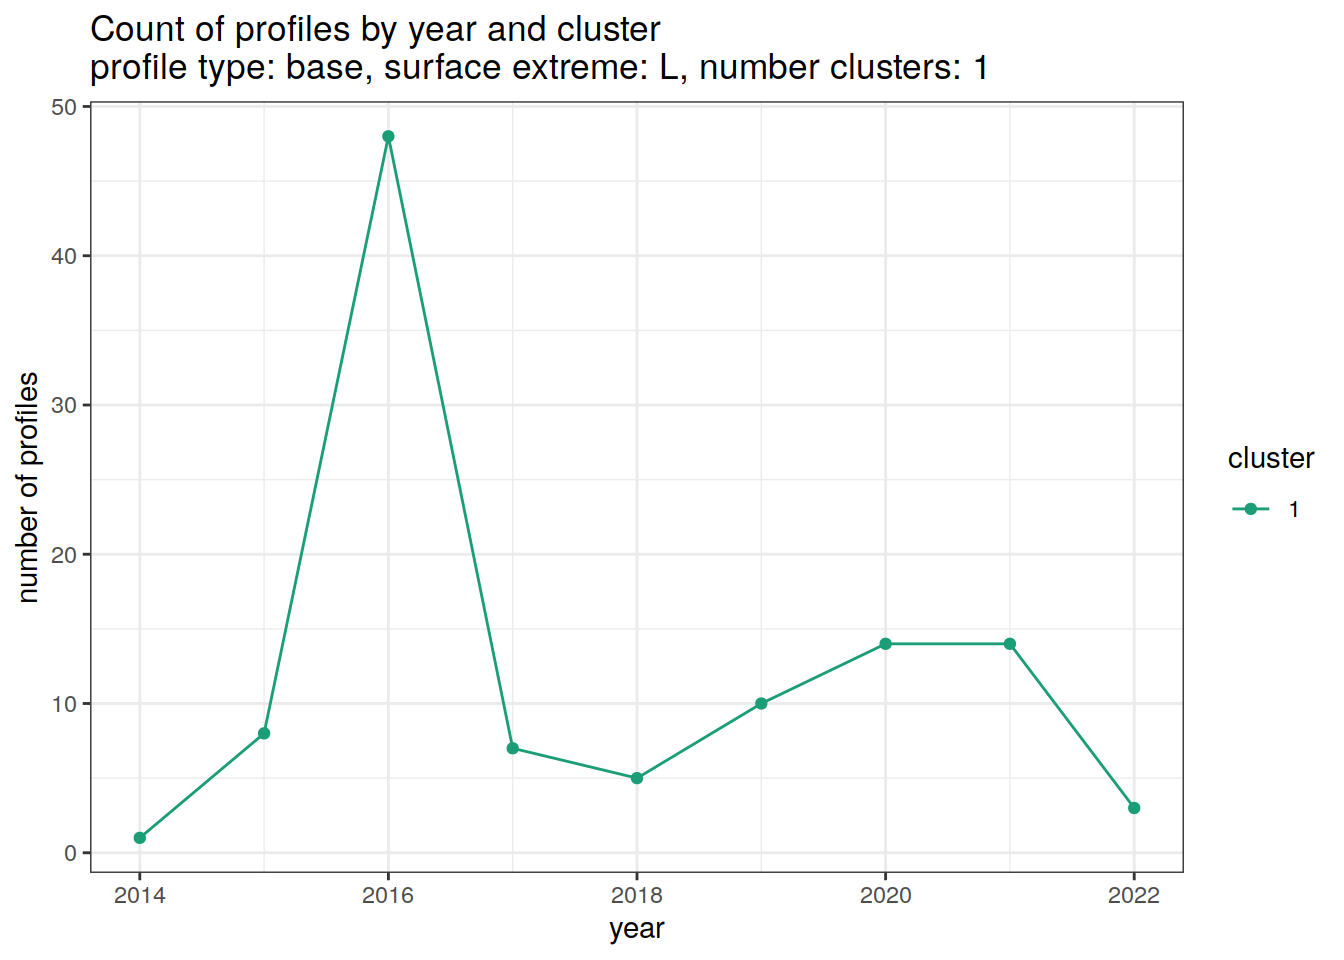 Count of profiles by year and cluster
profile type: base, surface extreme: L, number clusters: 1
50
40
30
20
10
0
number of profiles
2014 2016 2018 2020 2022
year
cluster
1